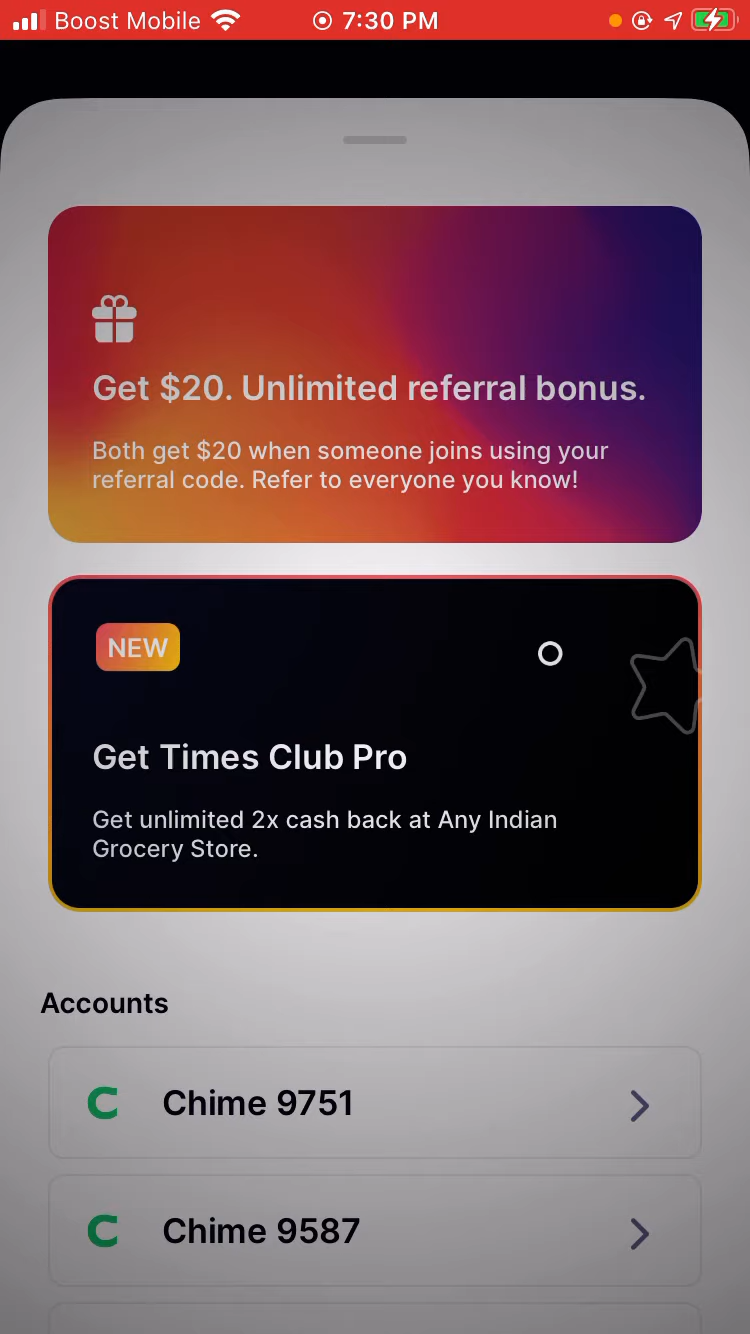 Boost Mobile 7:30 PM
Get $20. Unlimited referral bonus.
Both get $20 when someone joins using your
referral code. Refer to everyone you know!
NEW
Get Times Club Pro
Get unlimited 2x cash back at Any Indian
Grocery Store.
Accounts
Chime 9751
Chime 9587